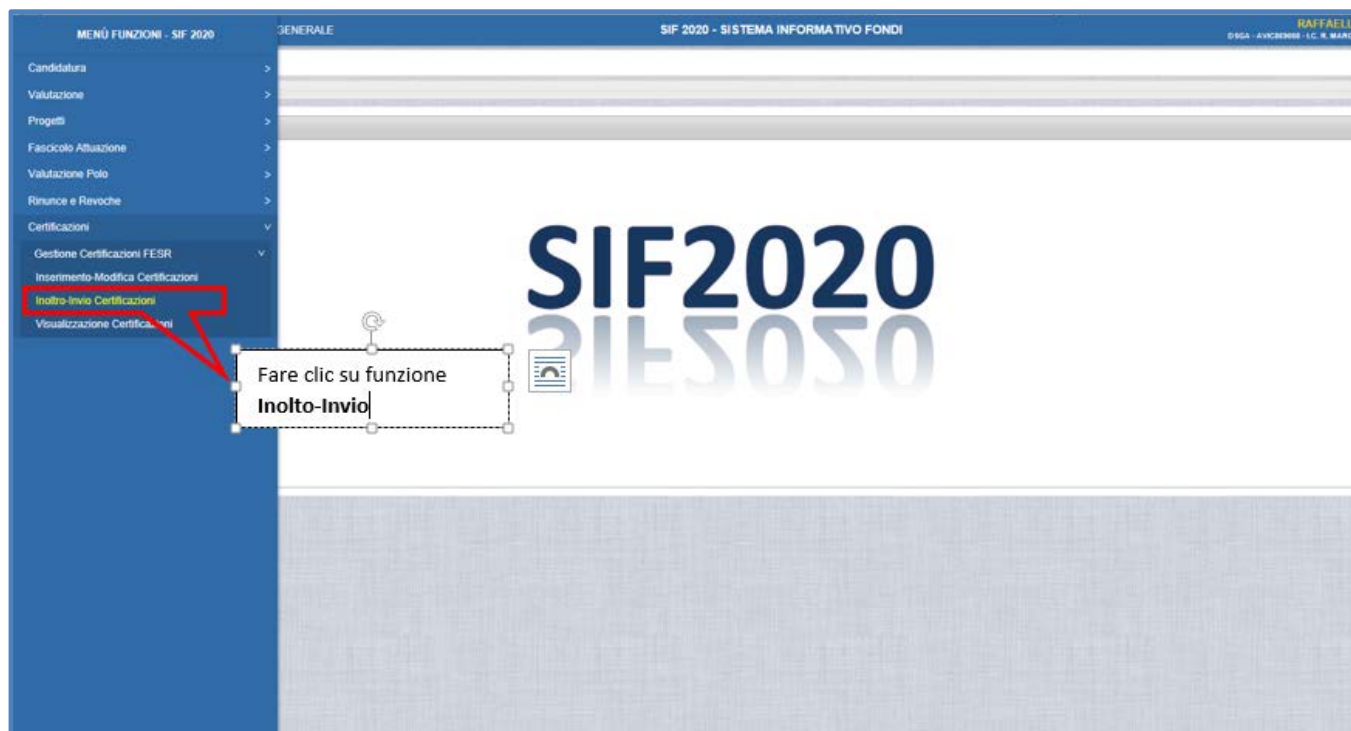 MENÙ FUNZIONI - SIF 2020
GENERALE
SIF 2020 - SISTEMA INFORMATIVO FONDI
RAFFAELL
DSGA -
Candidatura >
Valutazione >
Progetti >
Fascicolo Attuazione >
Valutazione Polo >
Rinunce e Revoche >
Certificazioni v
Gestione Certificazioni FESR v
Inserimento-Modifica Certificazioni
Inoltro-Invio Certificazioni
Visualizzazione Certificazioni
SIF2020
Fare clic su funzione
Inolto-Invio